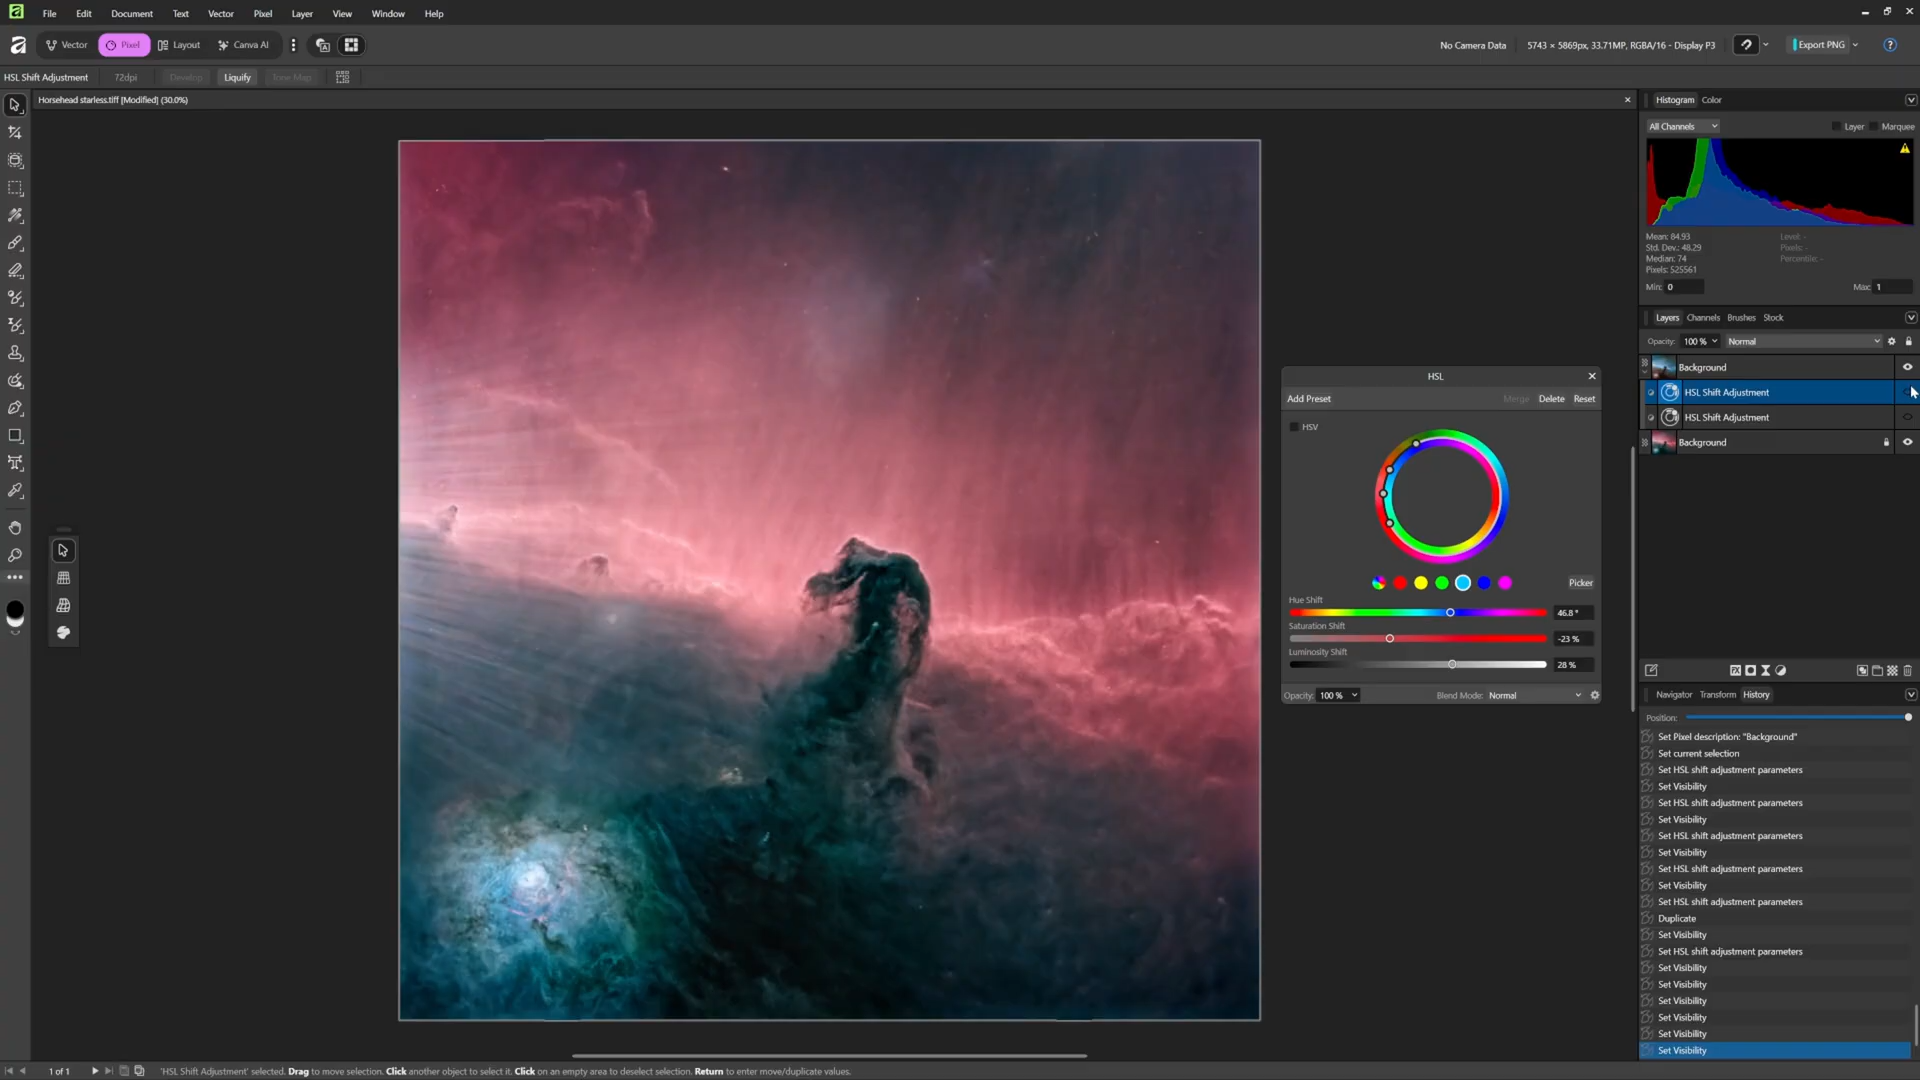 File Edit Document Text Vector Pixel Layer View Window Help
Vector Pixel Layout Canva AI
No Camera Data 5743 × 5869px, 33.71MP, RGBA/16 - Display P3 Export PNG
HSL Shift Adjustment 72dpi Develop Liquify Tone Map
Horsehead starless.tiff [Modified] (30.0%)
Histogram Color
All Channels Layer Marquee
Mean: 84.93 Level: -
Std. Dev.: 48.29 Pixels: -
Median: 74 Percentile: -
Pixels: 525561
Min: 0 Max: 1
Layers Channels Brushes Stock
Opacity: 100 % Normal
Background
HSL Shift Adjustment
HSL Shift Adjustment
Background
HSL
Add Preset Merge Delete Reset
HSV
Picker
Hue Shift
46.8 °
Saturation Shift
-23 %
Luminosity Shift
28 %
Opacity: 100 % Blend Mode: Normal
Navigator Transform History
Position:
Set Pixel description: "Background"
Set current selection
Set HSL shift adjustment parameters
Set Visibility
Set HSL shift adjustment parameters
Set Visibility
Set HSL shift adjustment parameters
Set Visibility
Set HSL shift adjustment parameters
Set Visibility
Set HSL shift adjustment parameters
Duplicate
Set Visibility
Set HSL shift adjustment parameters
Set Visibility
Set Visibility
Set Visibility
Set Visibility
Set Visibility
Set Visibility
1 of 1 'HSL Shift Adjustment' selected. Drag to move selection. Click another object to select it. Click on an empty area to deselect selection. Return to enter move/duplicate values.